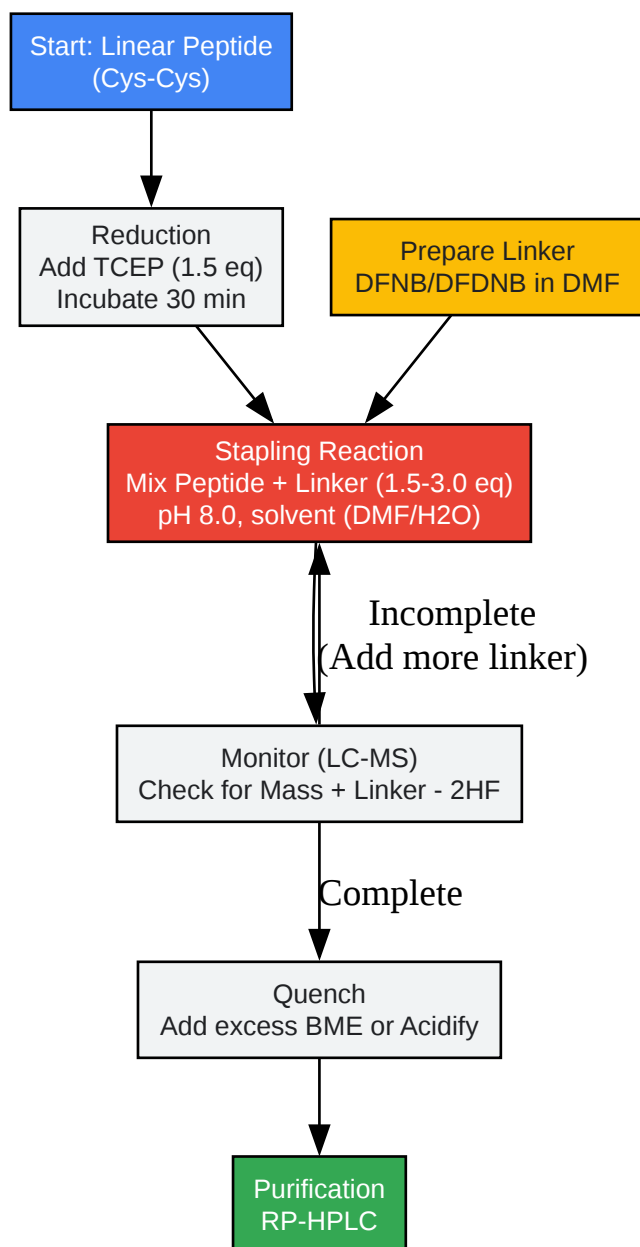 Start: Linear Peptide
(Cys-Cys)
Reduction
Add TCEP (1.5 eq)
Incubate 30 min
Prepare Linker
DFNB/DFDNB in DMF
Stapling Reaction
Mix Peptide + Linker (1.5-3.0 eq)
pH 8.0, solvent (DMF/H2O)
Incomplete
(Add more linker)
Monitor (LC-MS)
Check for Mass + Linker - 2HF
Complete
Quench
Add excess BME or Acidify
Purification
RP-HPLC